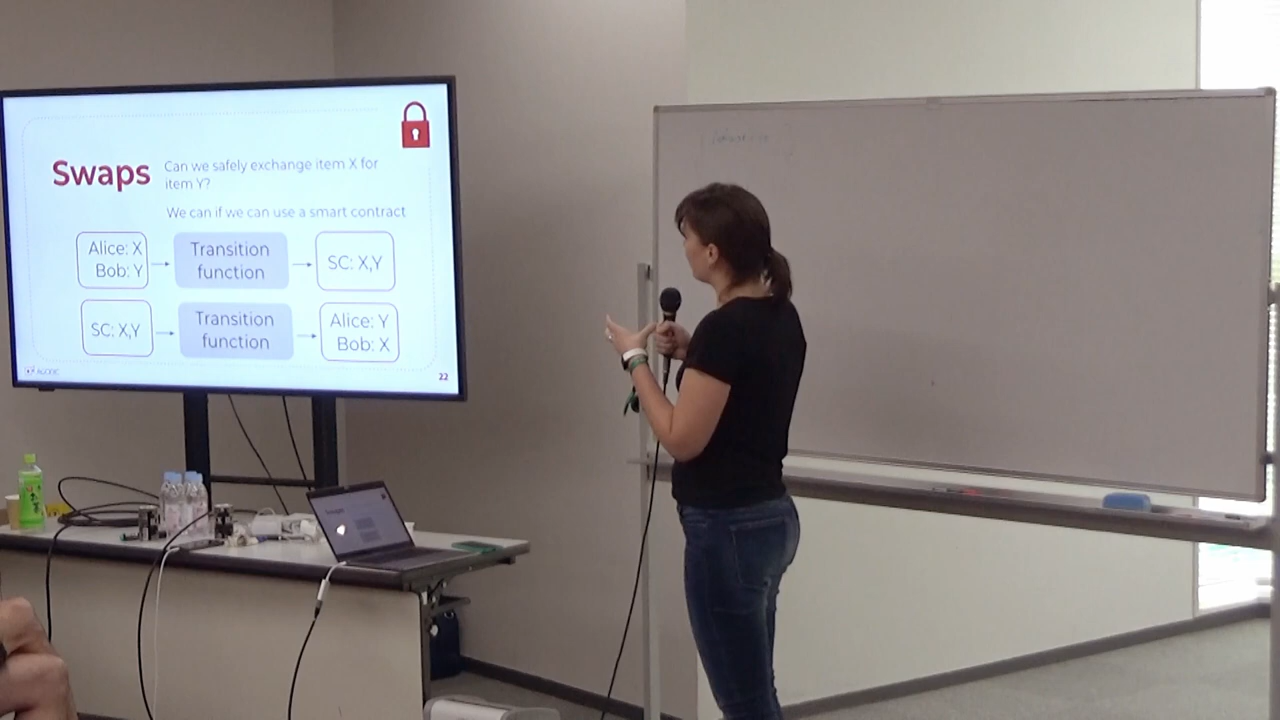 Swaps
Can we safely exchange item X for
item Y?
We can if we can use a smart contract
Alice: X
Bob: Y
Transition
function
SC: X,Y
SC: X,Y
Transition
function
Alice: Y
Bob: X
AGORIC
22